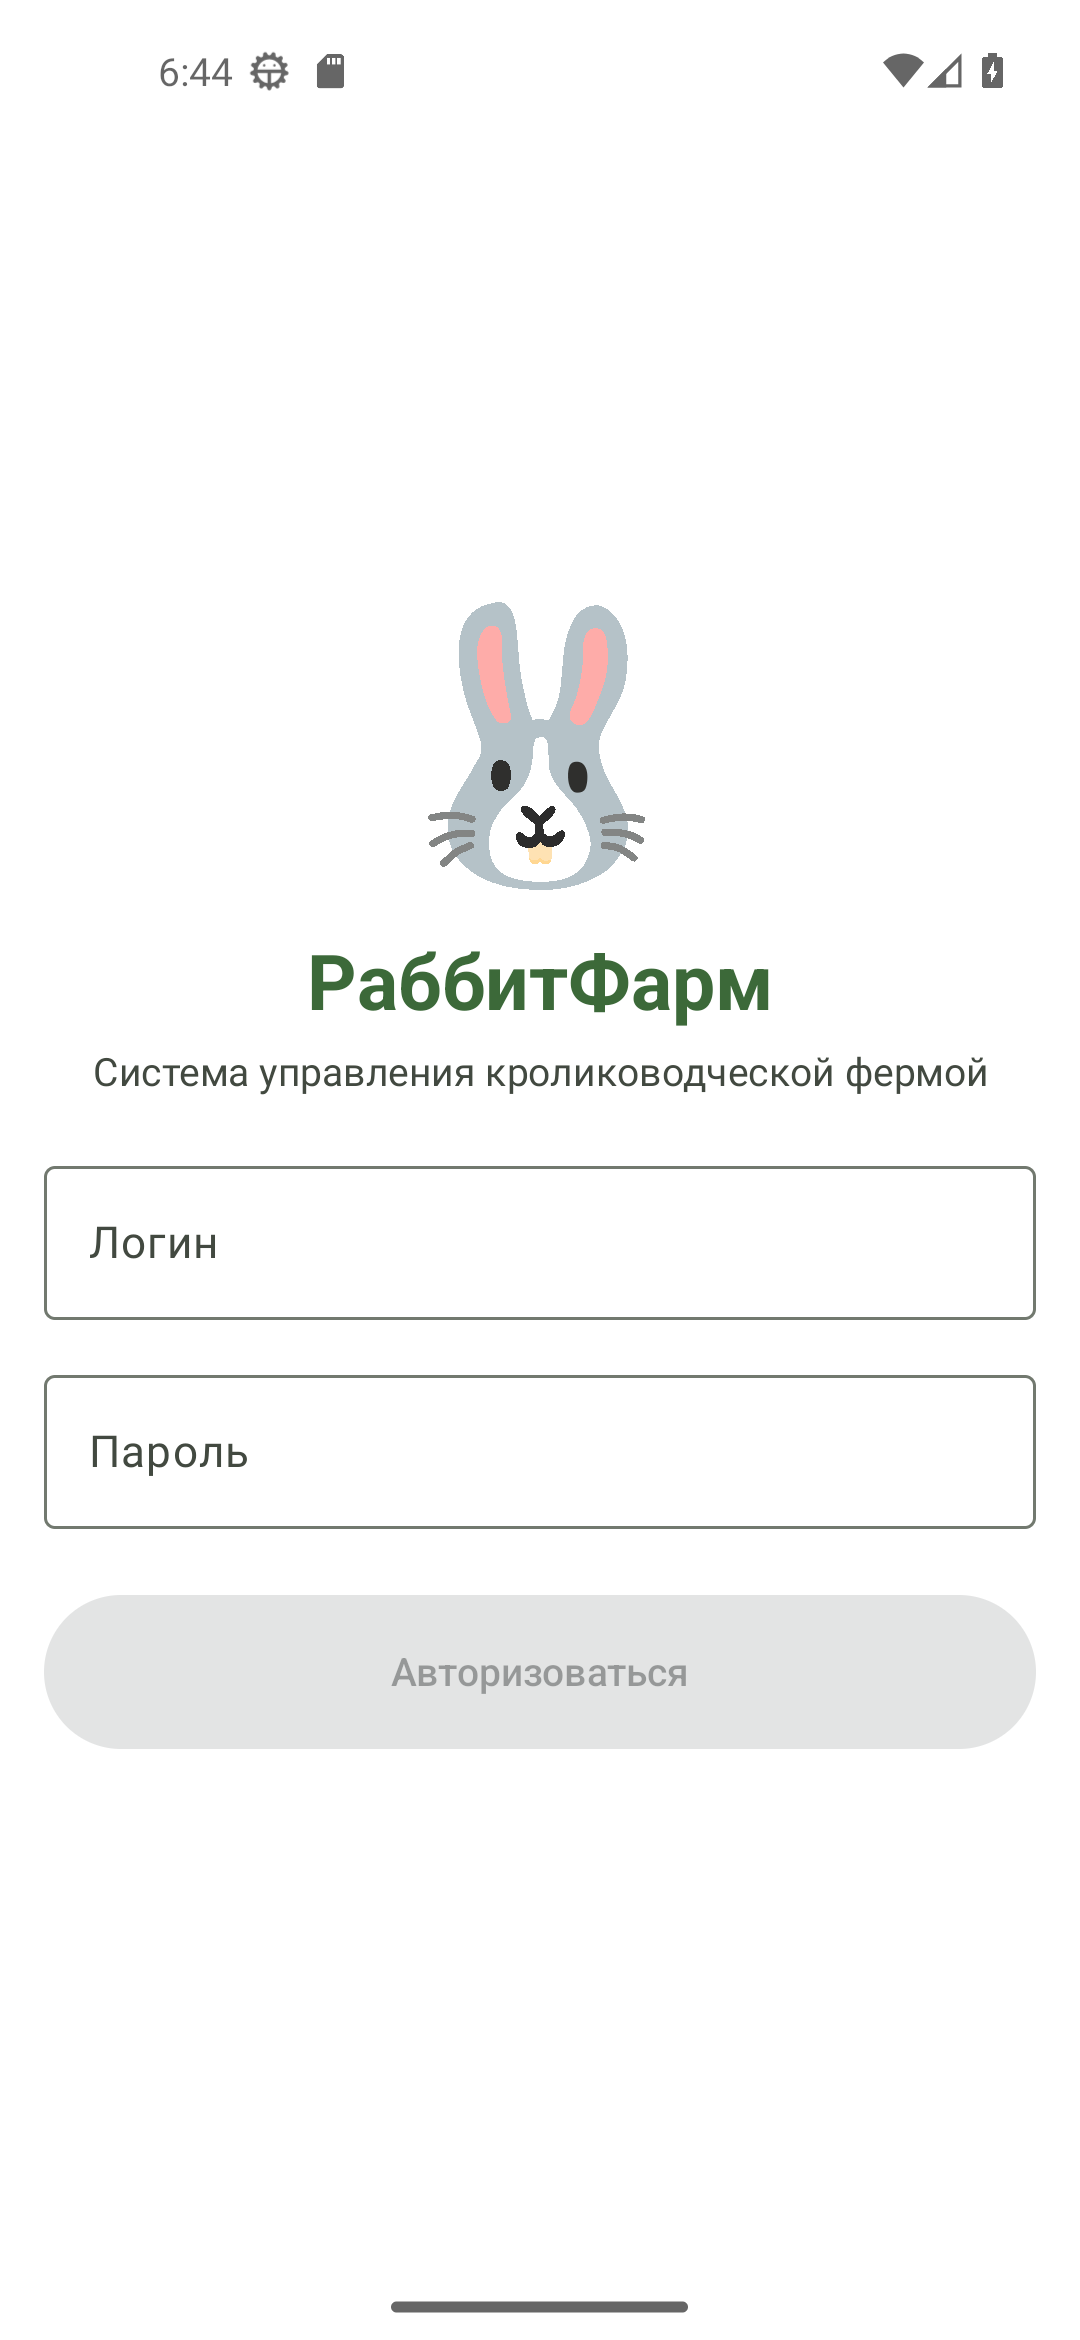 6:44
РаббитФарм
Система управления кролиководческой фермой
Логин
Пароль
Авторизоваться